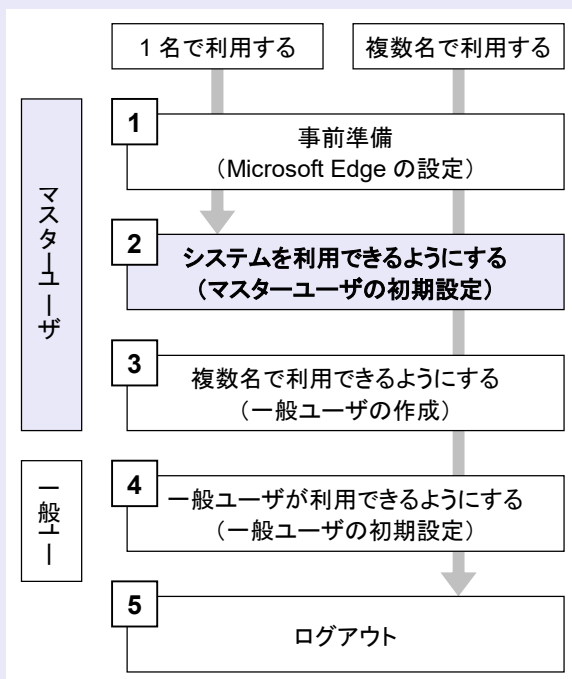 1 名で利用する
複数名で利用する
マスターユーザ
1
事前準備
（Microsoft Edge の設定）
2
システムを利用できるようにする
（マスターユーザの初期設定）
3
複数名で利用できるようにする
（一般ユーザの作成）
一般ユー
4
一般ユーザが利用できるようにする
（一般ユーザの初期設定）
5
ログアウト